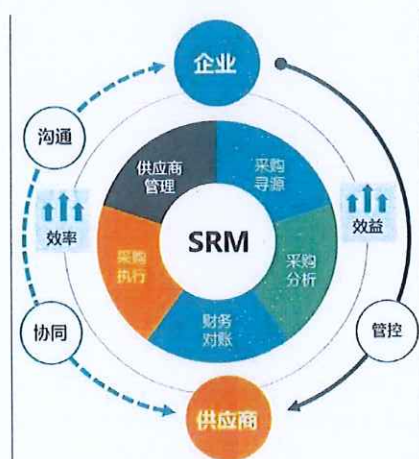 企业
沟通
供应商
管理
采购
寻源
效率
SRM
效益
采购
执行
采购
分析
财务
对账
协同
管控
供应商